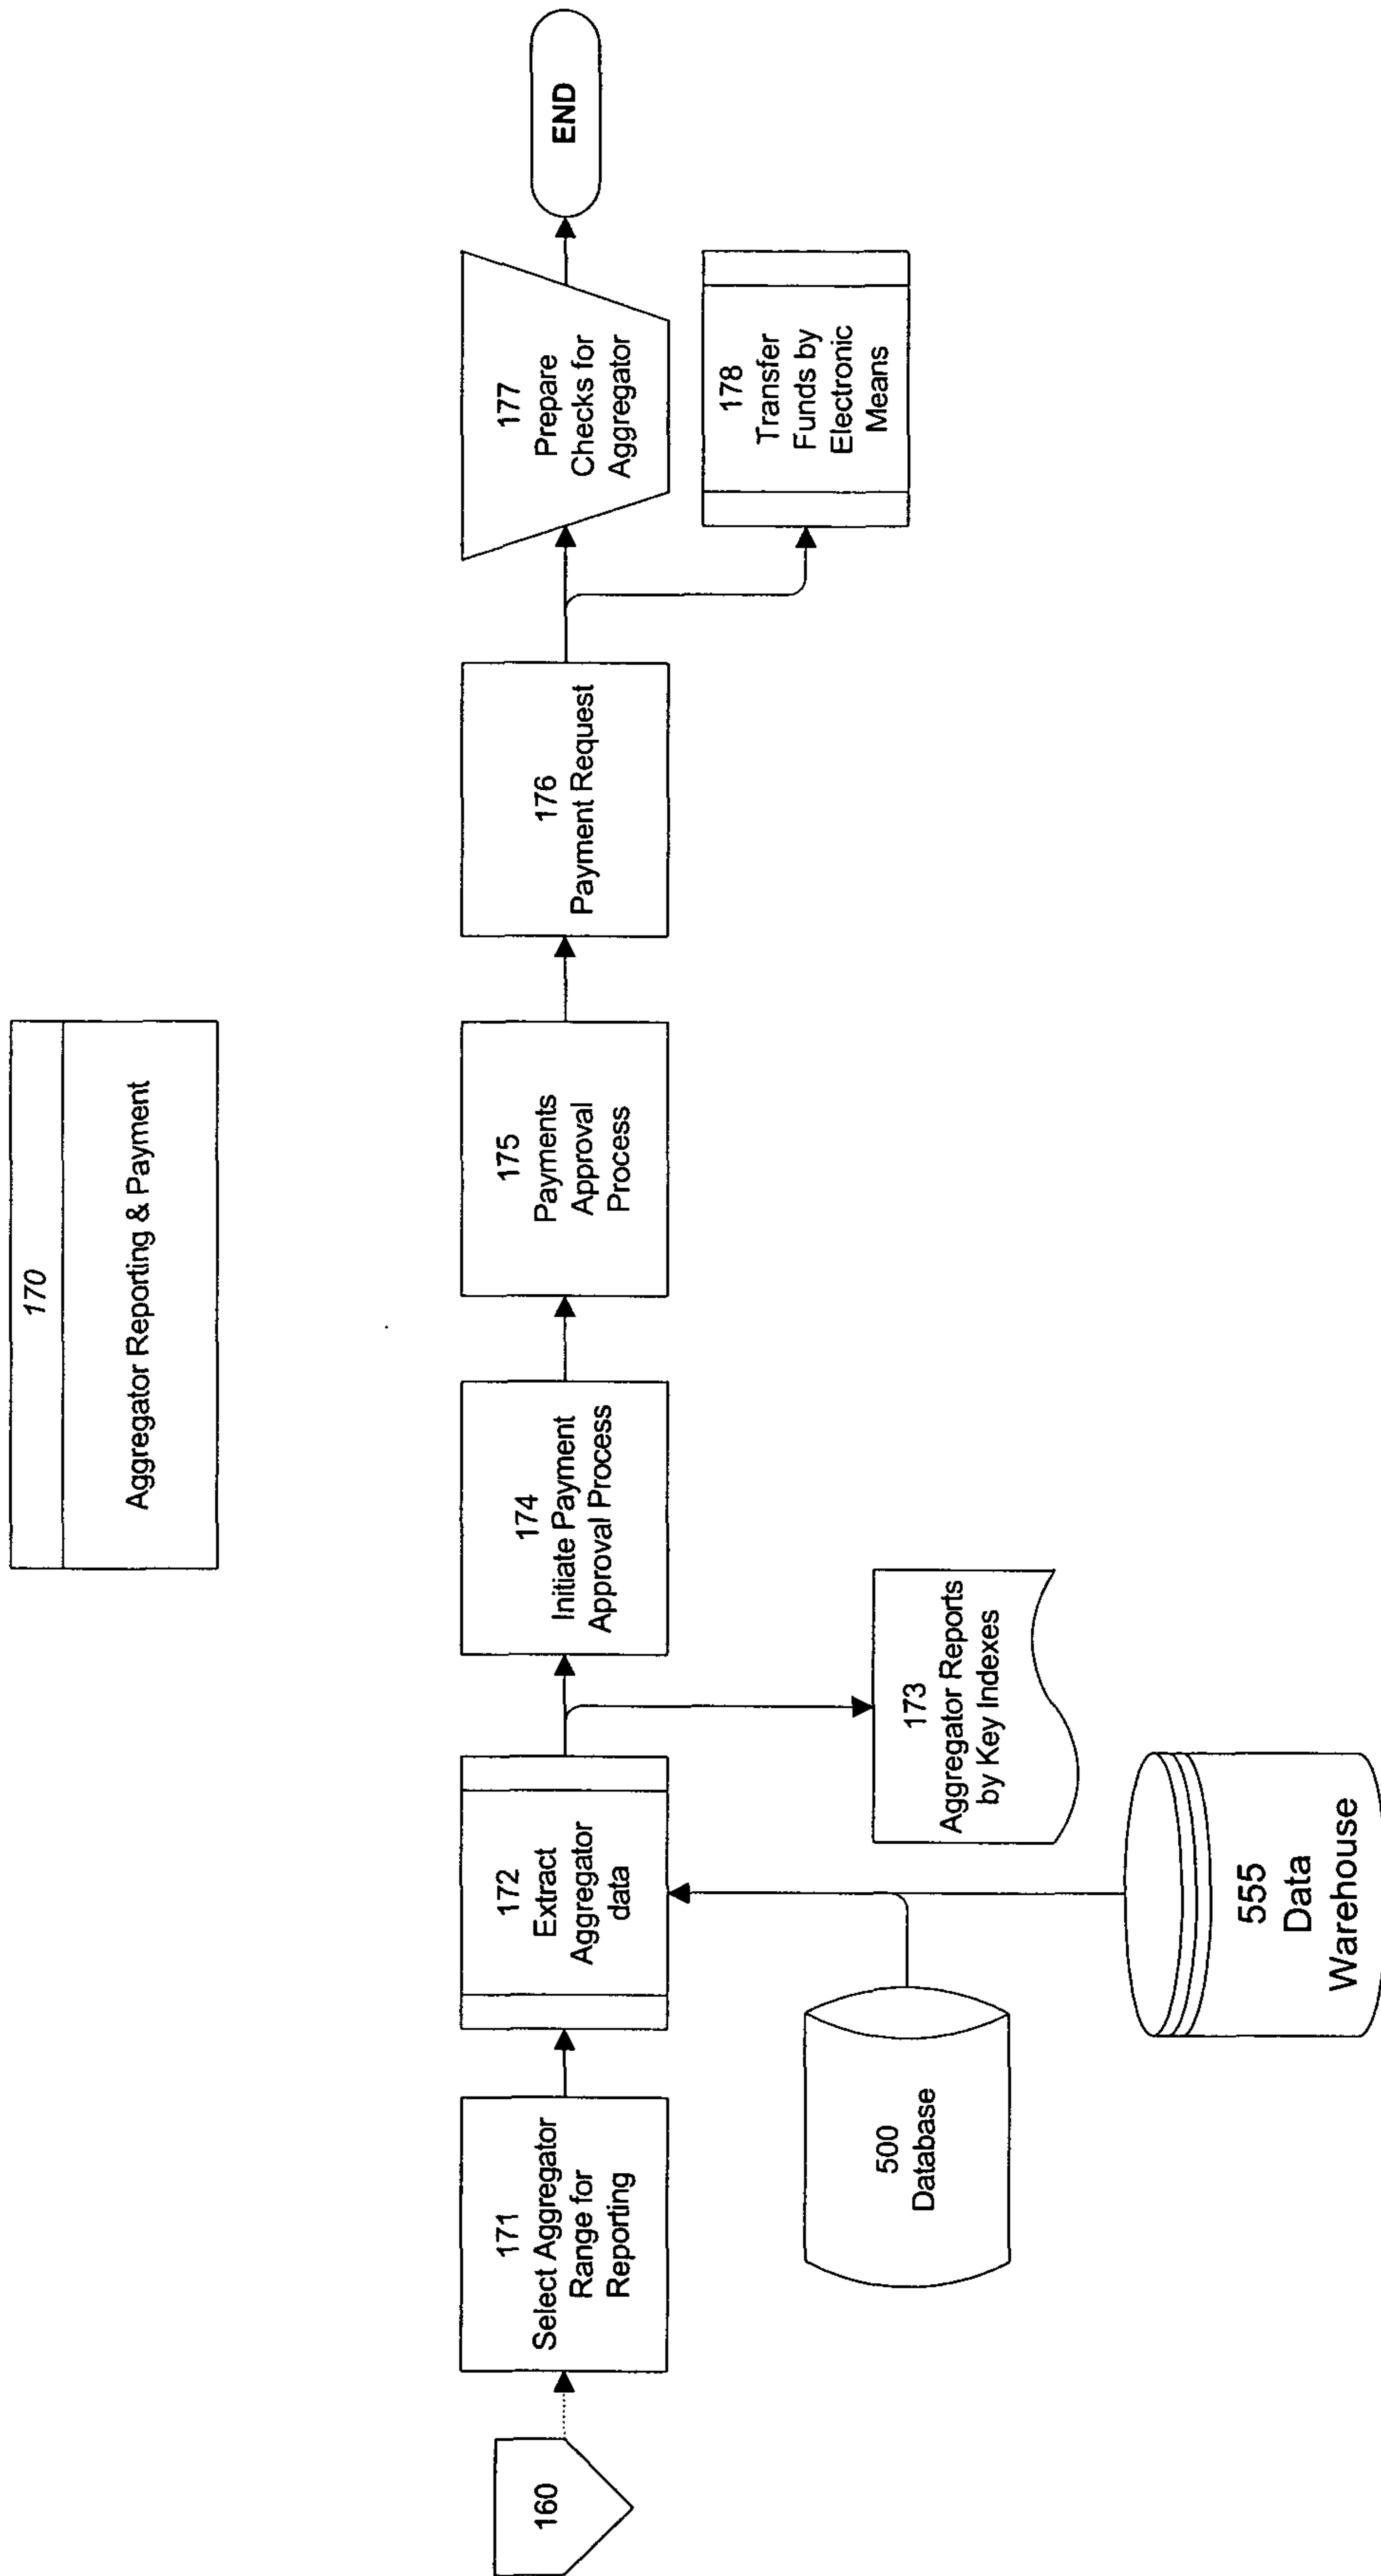 170
Aggregator Reporting & Payment
160
171
Select Aggregator
Range for
Reporting
172
Extract
Aggregator
data
174
Initiate Payment
Approval Process
175
Payments
Approval
Process
176
Payment Request
177
Prepare
Checks for
Aggregator
END
178
Transfer
Funds by
Electronic
Means
500
Database
173
Aggregator Reports
by Key Indexes
555
Data
Warehouse